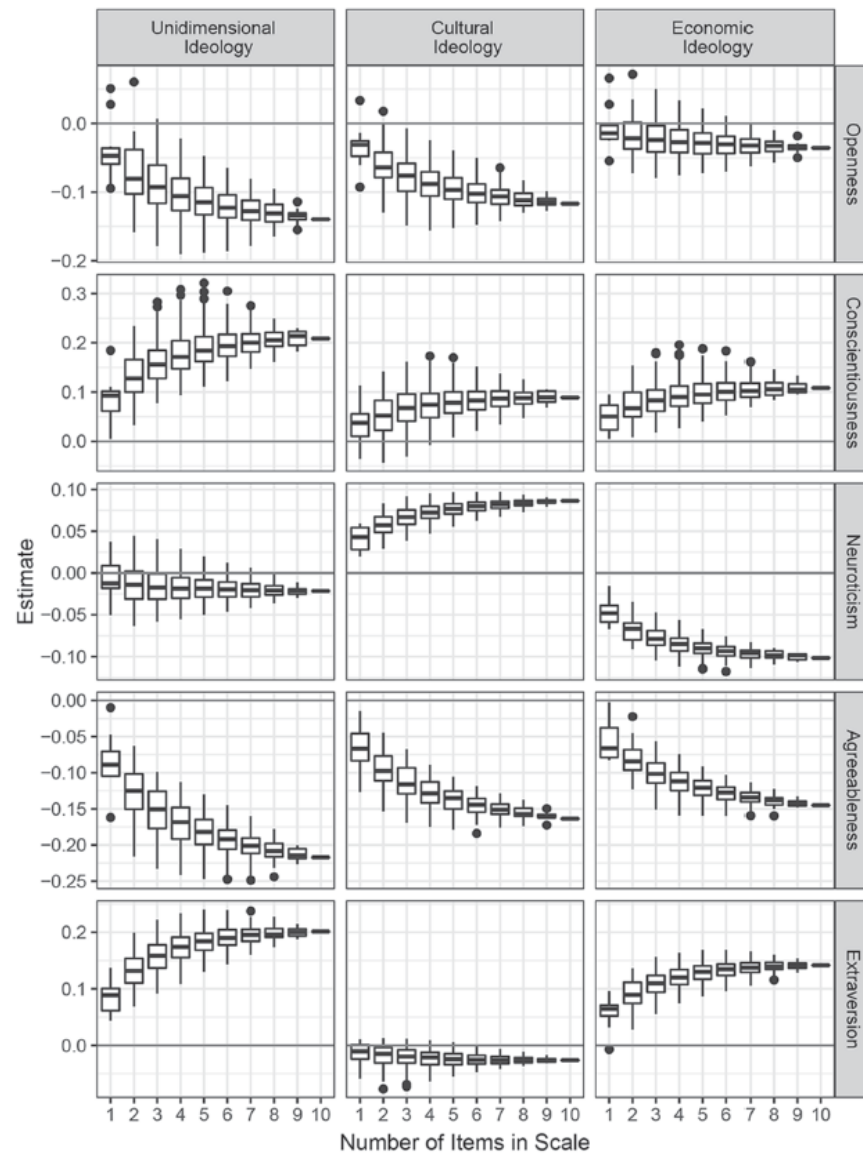 Unidimensional
Ideology
Cultural
Ideology
Economic
Ideology
0.0
−0.1
−0.2
Openness
0.3
0.2
0.1
0.0
Conscientiousness
0.10
0.05
0.00
−0.05
−0.10
Neuroticism
Estimate
0.00
−0.05
−0.10
−0.15
−0.20
−0.25
Agreeableness
0.2
0.1
0.0
Extraversion
1 2 3 4 5 6 7 8 9 10
1 2 3 4 5 6 7 8 9 10
1 2 3 4 5 6 7 8 9 10
Number of Items in Scale